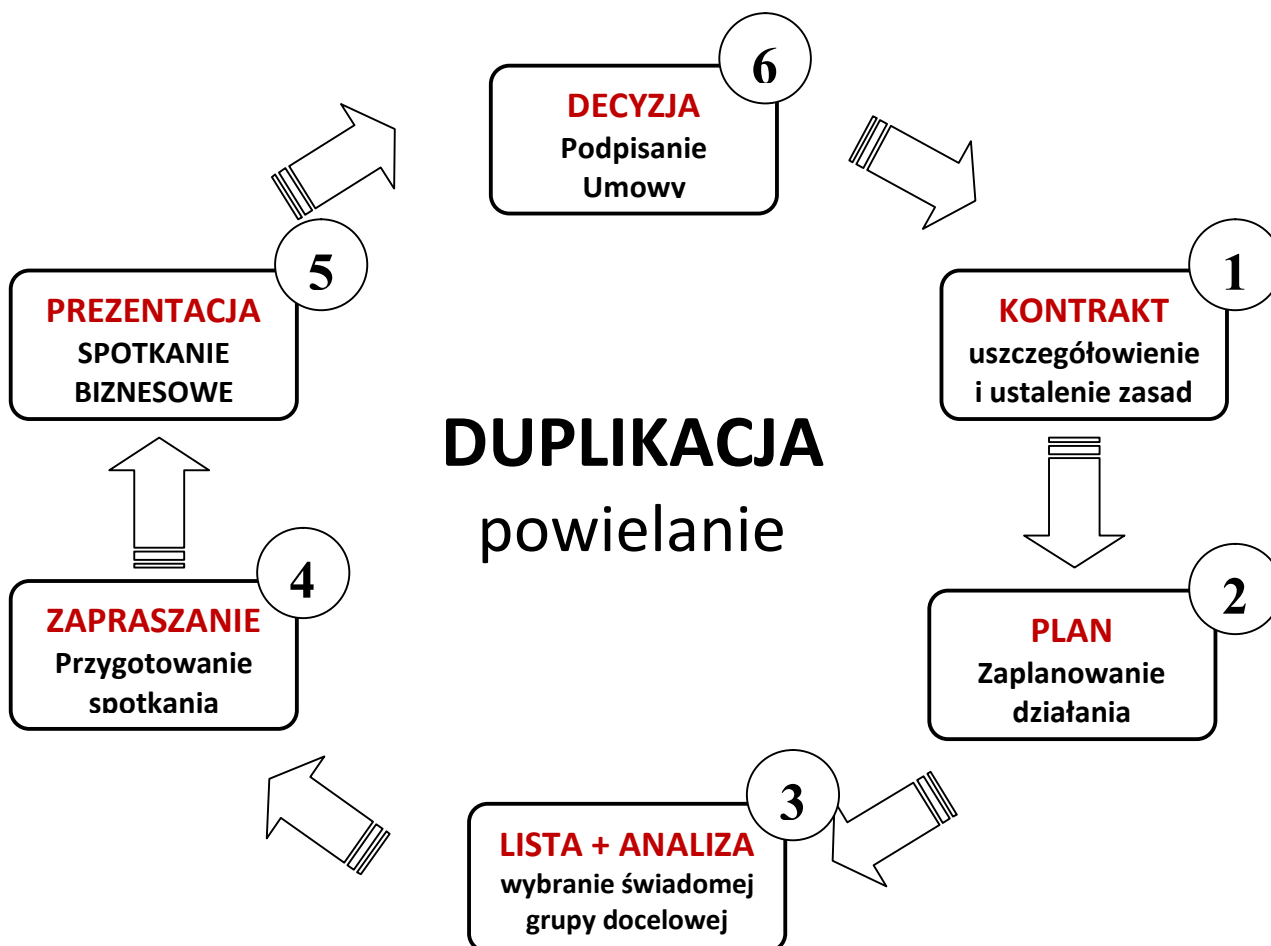 6
DECYZJA
Podpisanie
Umowy
1
KONTRAKT
uszczegółowienie
i ustalenie zasad
2
PLAN
Zaplanowanie
działania
3
LISTA + ANALIZA
wybranie świadomej
grupy docelowej
4
ZAPRASZANIE
Przygotowanie
spotkania
5
PREZENTACJA
SPOTKANIE
BIZNESOWE
DUPLIKACJA
powielanie